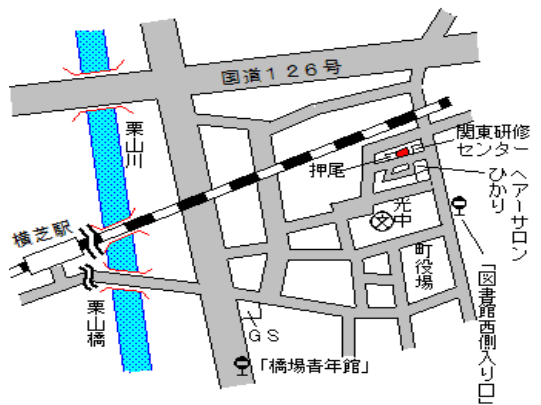 国道１２６号
栗山川
関東研修
センター
押尾
ヘアーサロン
ひかり
光中
横芝駅
町役場
「図書館西側入り口」
栗山橋
ＧＳ
「橋場青年館」